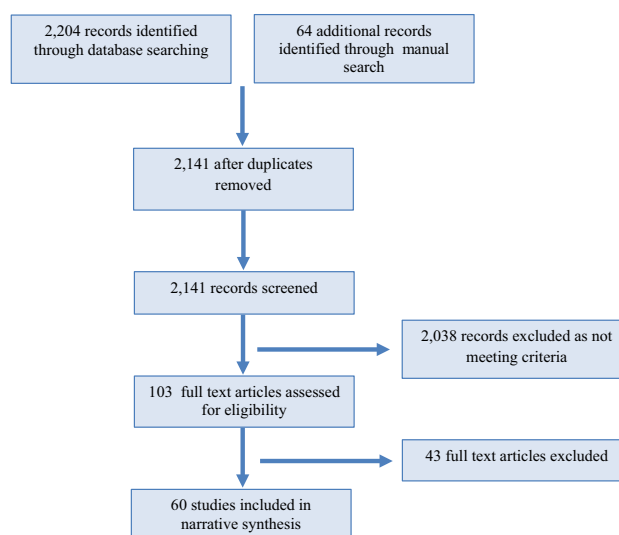 2,204 records identified
through database searching
64 additional records
identified through manual
search
2,141 after duplicates
removed
2,141 records screened
2,038 records excluded as not
meeting criteria
103 full text articles assessed
for eligibility
43 full text articles excluded
60 studies included in
narrative synthesis